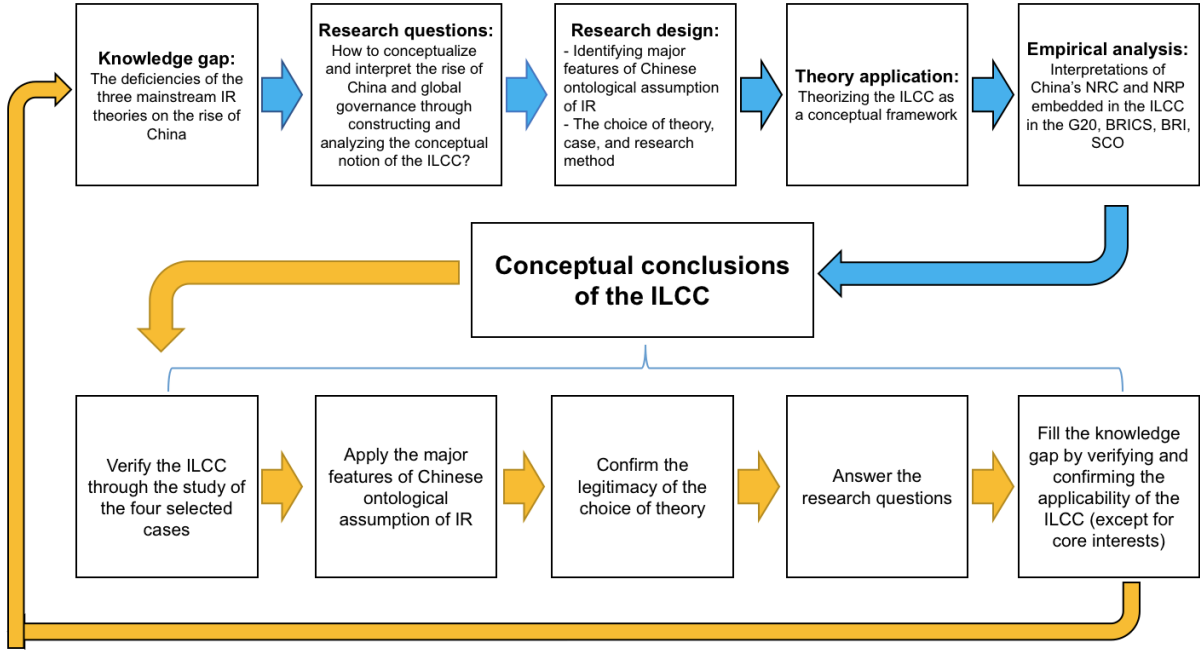 Knowledge gap:
The deficiencies of the
three mainstream IR
theories on the rise of
China
Research questions:
How to conceptualize
and interpret the rise of
China and global
governance through
constructing and
analyzing the conceptual
notion of the ILCC?
Research design:
- Identifying major
features of Chinese
ontological assumption
of IR
- The choice of theory,
case, and research
method
Theory application:
Theorizing the ILCC as
a conceptual framework
Empirical analysis:
Interpretations of
China's NRC and NRP
embedded in the ILCC
in the G20, BRICS, BRI,
SCO
Conceptual conclusions
of the ILCC
Verify the ILCC
through the study of
the four selected
cases
Apply the major
features of Chinese
ontological
assumption of IR
Confirm the
legitimacy of the
choice of theory
Answer the
research questions
Fill the knowledge
gap by verifying and
confirming the
applicability of the
ILCC (except for
core interests)